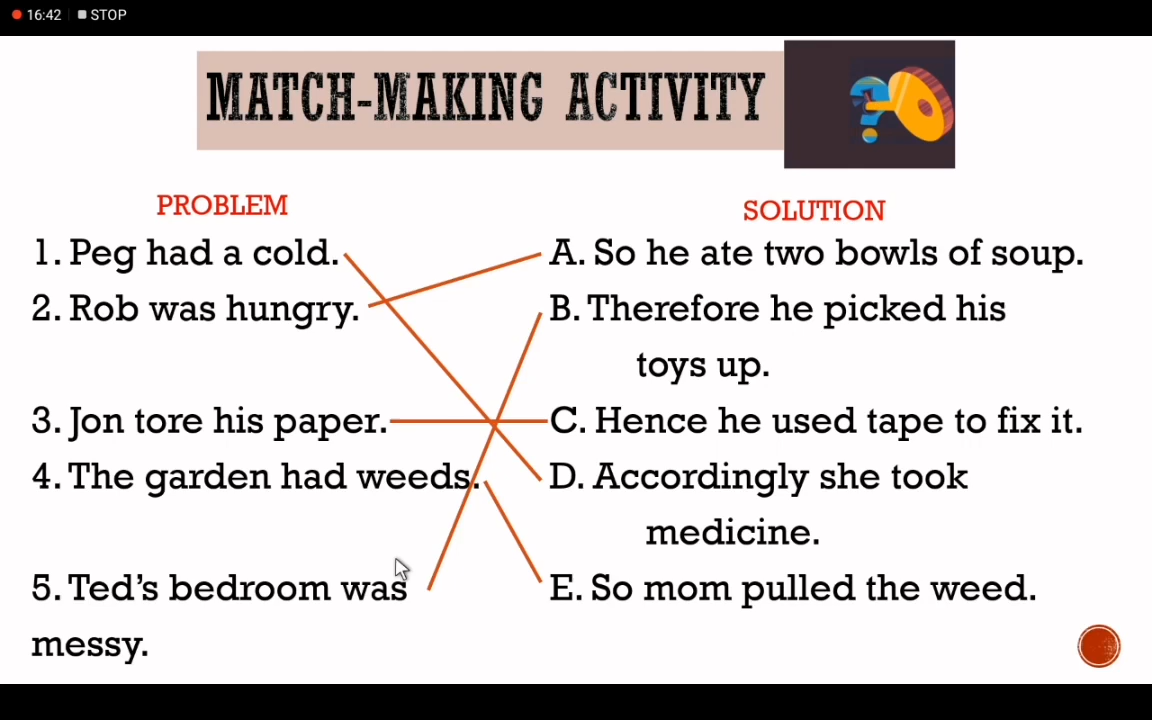 16:42 STOP
MATCH-MAKING ACTIVITY
PROBLEM
1. Peg had a cold.
2. Rob was hungry.
3. Jon tore his paper.
4. The garden had weeds.
5. Ted’s bedroom was
messy.
SOLUTION
A. So he ate two bowls of soup.
B. Therefore he picked his
toys up.
C. Hence he used tape to fix it.
D. Accordingly she took
medicine.
E. So mom pulled the weed.